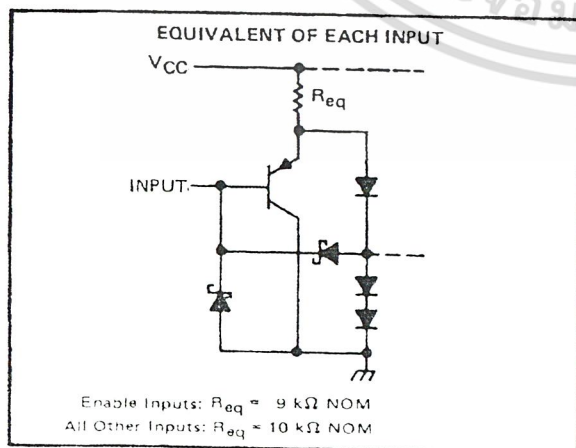 EQUIVALENT OF EACH INPUT
VCC
Req
INPUT
Enable Inputs: Req = 9 kΩ NOM
All Other Inputs: Req = 10 kΩ NOM